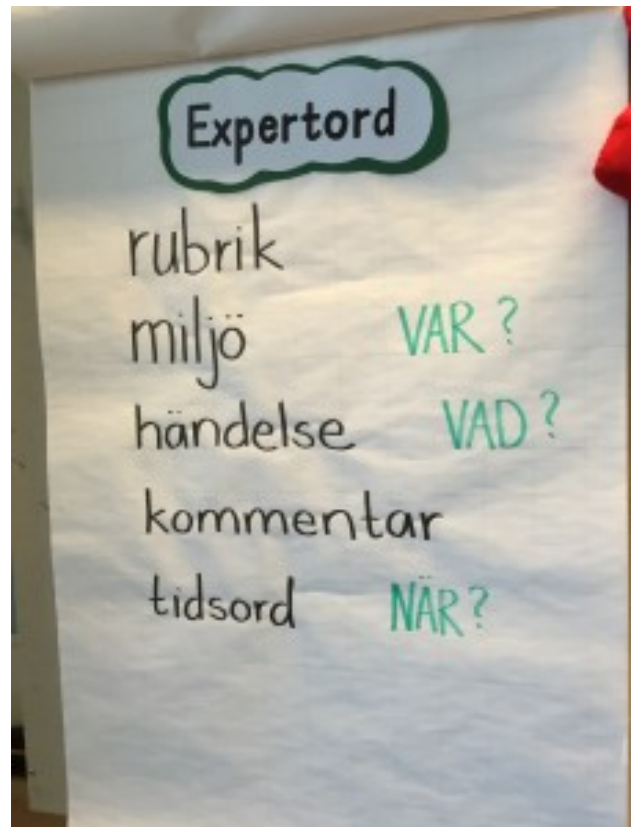 Expertord
rubrik
miljö VAR?
händelse VAD?
kommentar
tidsord NÄR?